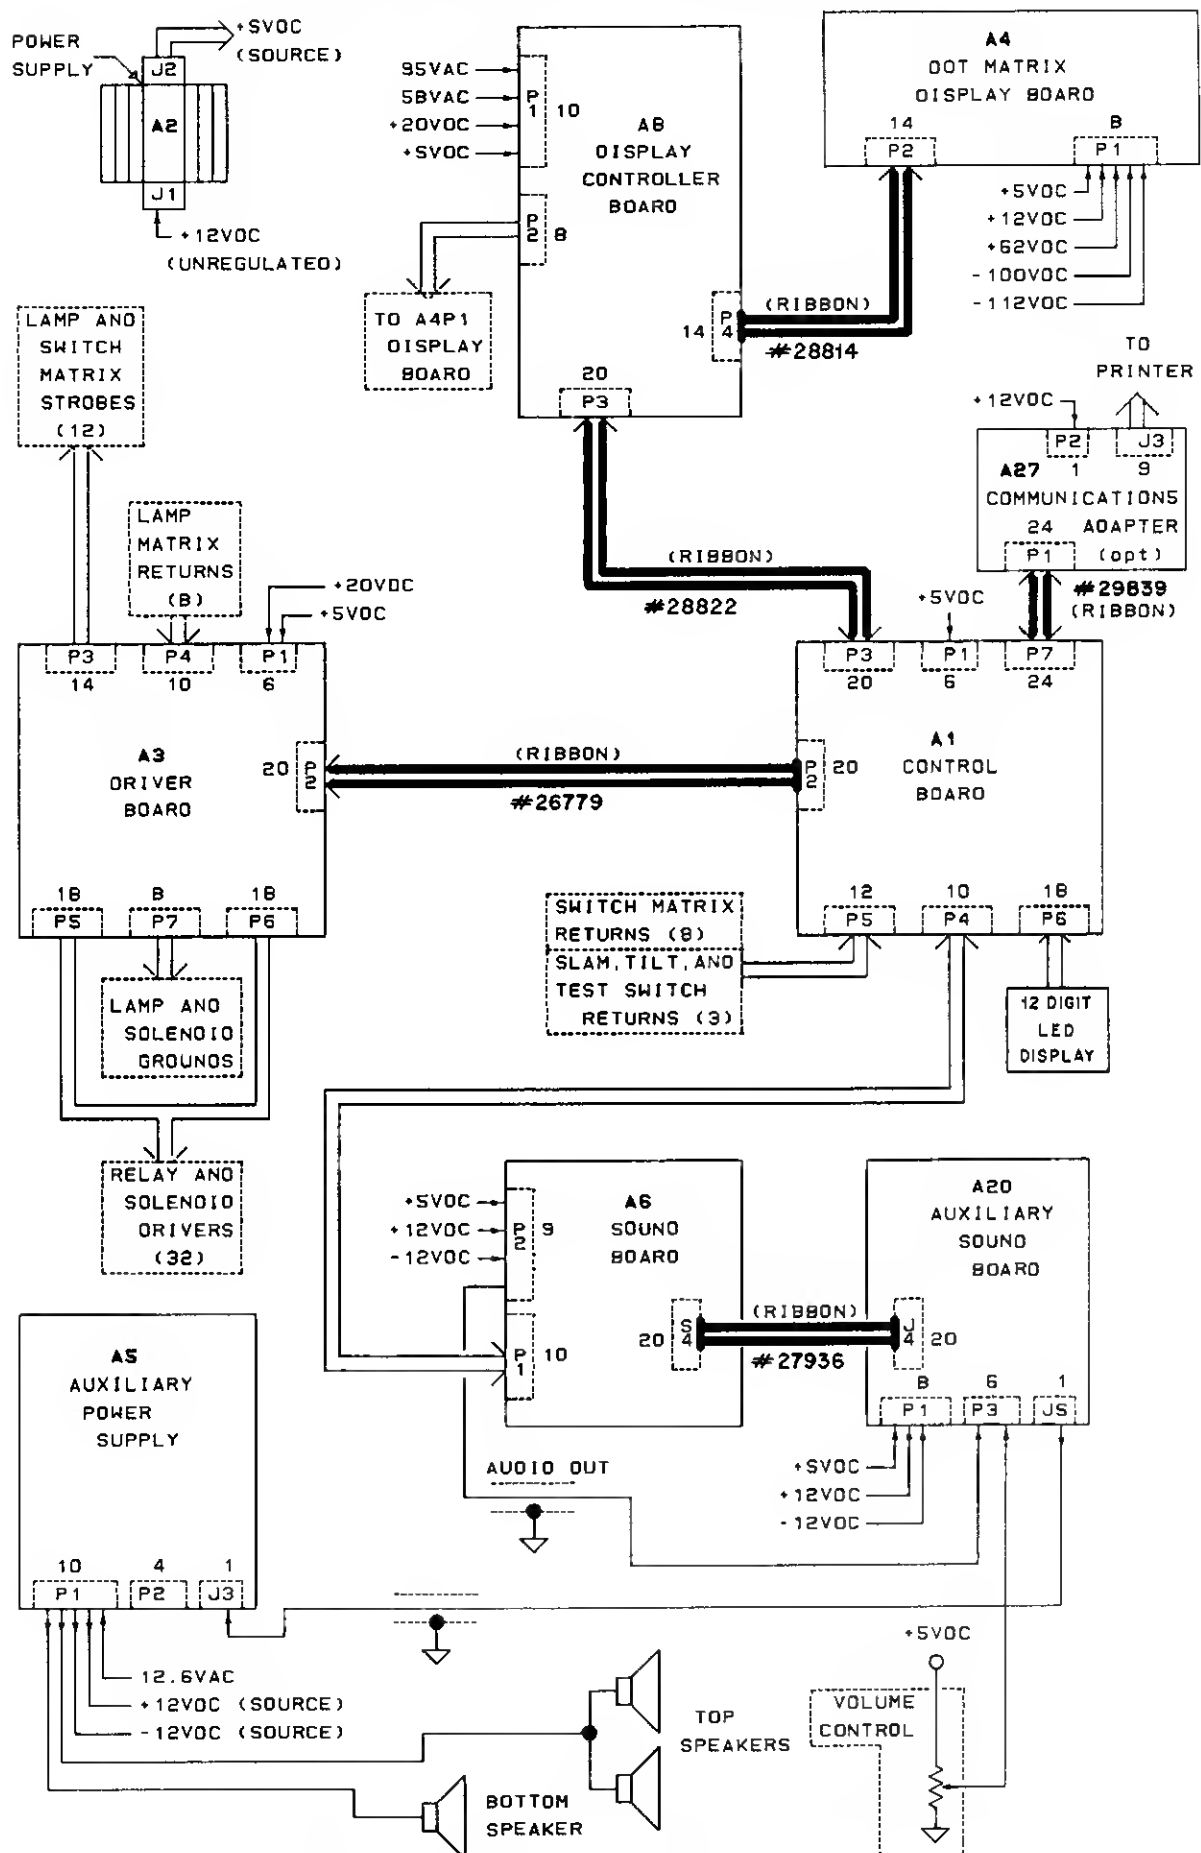 POWER
SUPPLY
+5VDC
(SOURCE)
J2
A2
J1
+12VDC
(UNREGULATED)
95VAC
58VAC
+20VDC
+5VDC
P1
10
A8
DISPLAY
CONTROLLER
BOARD
P2
8
TO A4P1
DISPLAY
BOARD
14
P4
20
P3
(RIBBON)
#28814
A4
DOT MATRIX
DISPLAY BOARD
14
8
P2
P1
+5VDC
+12VDC
+62VDC
-100VDC
-112VDC
TO
PRINTER
+12VDC
P2
J3
A27
1
9
COMMUNICATIONS
24
ADAPTER
P1
(opt)
#29839
(RIBBON)
LAMP AND
SWITCH
MATRIX
STROBES
(12)
LAMP
MATRIX
RETURNS
(8)
+20VDC
+5VDC
(RIBBON)
#28822
+5VDC
P3
P4
P1
14
10
6
A3
DRIVER
BOARD
20
P2
(RIBBON)
#26779
P3
P1
P7
20
6
24
P2
20
A1
CONTROL
BOARD
18
8
18
P5
P7
P6
LAMP AND
SOLENOID
GROUNDS
RELAY AND
SOLENOID
DRIVERS
(32)
12
10
18
P5
P4
P6
SWITCH MATRIX
RETURNS (8)
SLAM, TILT, AND
TEST SWITCH
RETURNS (3)
12 DIGIT
LED
DISPLAY
+5VDC
+12VDC
-12VDC
P2
9
A6
SOUND
BOARD
P1
10
20
S4
(RIBBON)
#27936
A20
AUXILIARY
SOUND
BOARD
J4
20
8
6
1
P1
P3
J5
+5VDC
+12VDC
-12VDC
AUDIO OUT
A5
AUXILIARY
POWER
SUPPLY
10
4
1
P1
P2
J3
12.6VAC
+12VDC (SOURCE)
-12VDC (SOURCE)
TOP
SPEAKERS
BOTTOM
SPEAKER
+5VDC
VOLUME
CONTROL